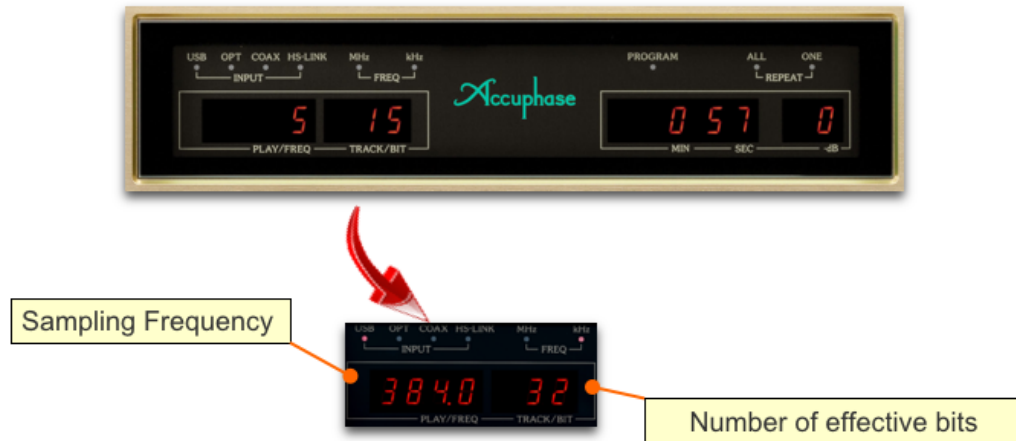 USB OPT COAX HS-LINK MHz kHz PROGRAM ALL ONE
INPUT FREQ REPEAT
Accuphase
5 15 0 57 0
PLAY/FREQ TRACK/BIT MIN SEC -dB
Sampling Frequency
USB OPT COAX HS-LINK MHz kHz
INPUT FREQ
384.0 32
PLAY/FREQ TRACK/BIT
Number of effective bits